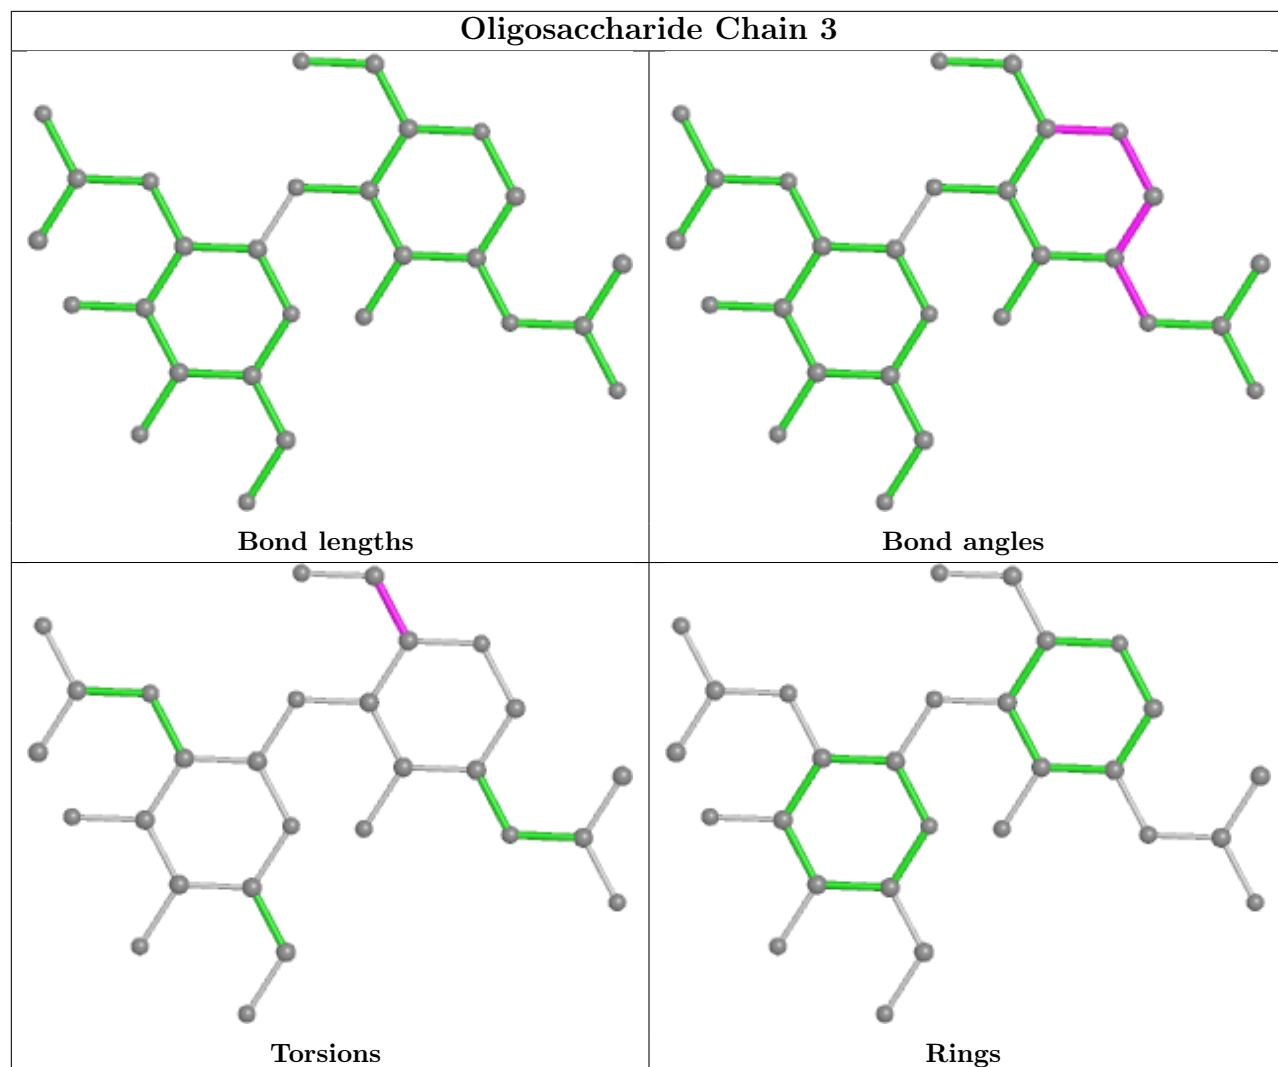 Oligosaccharide Chain 3
Bond lengths
Bond angles
Torsions
Rings